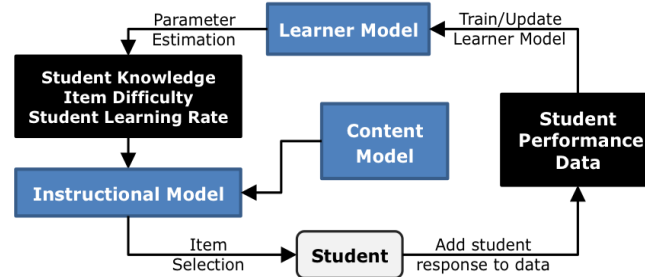 Parameter
Estimation
Learner Model
Train/Update
Learner Model
Student Knowledge
Item Difficulty
Student Learning Rate
Content
Model
Student
Performance
Data
Instructional Model
Item
Selection
Student
Add student
response to data